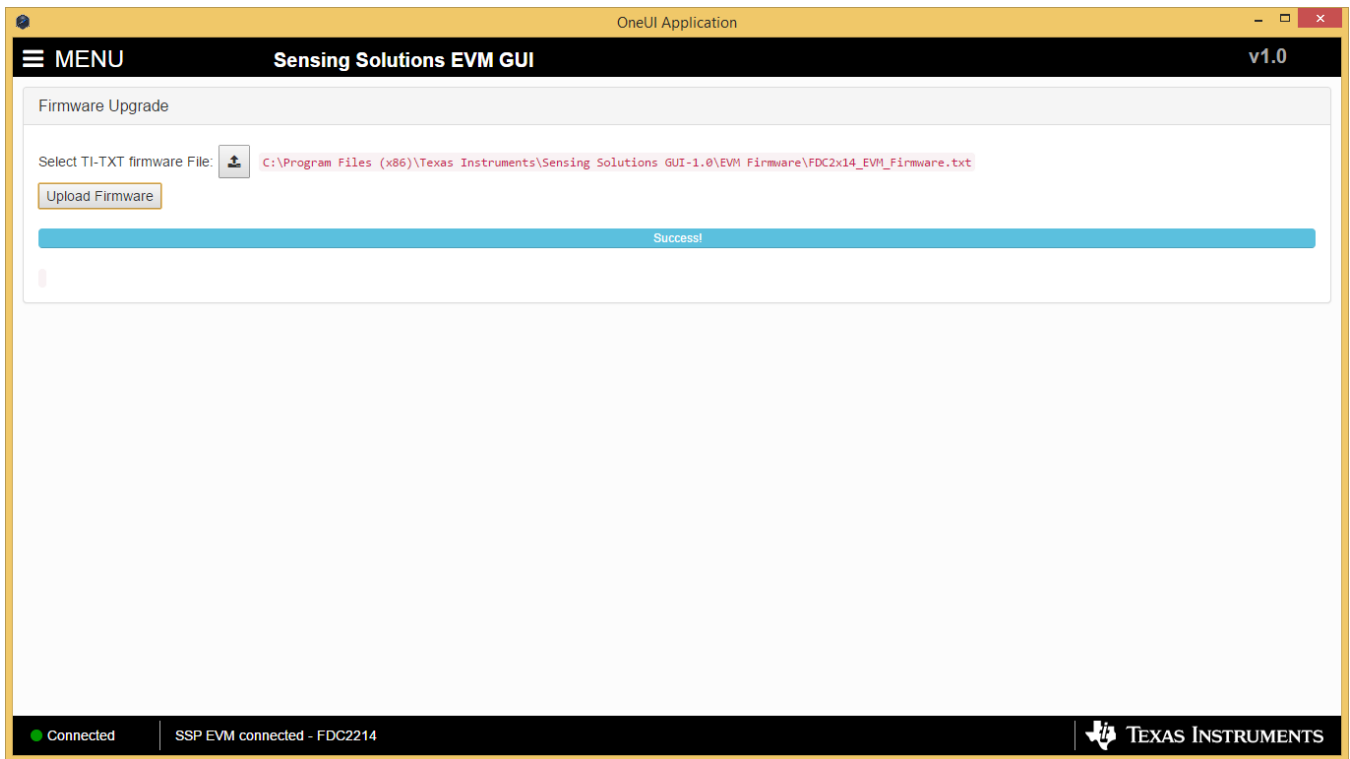 OneUI Application
MENU
Sensing Solutions EVM GUI
v1.0
Firmware Upgrade
Select TI-TXT firmware File: C:\Program Files (x86)\Texas Instruments\Sensing Solutions GUI-1.0\EVM Firmware\FDC2x14_EVM_Firmware.txt
Upload Firmware
Success!
Connected
SSP EVM connected - FDC2214
TEXAS INSTRUMENTS